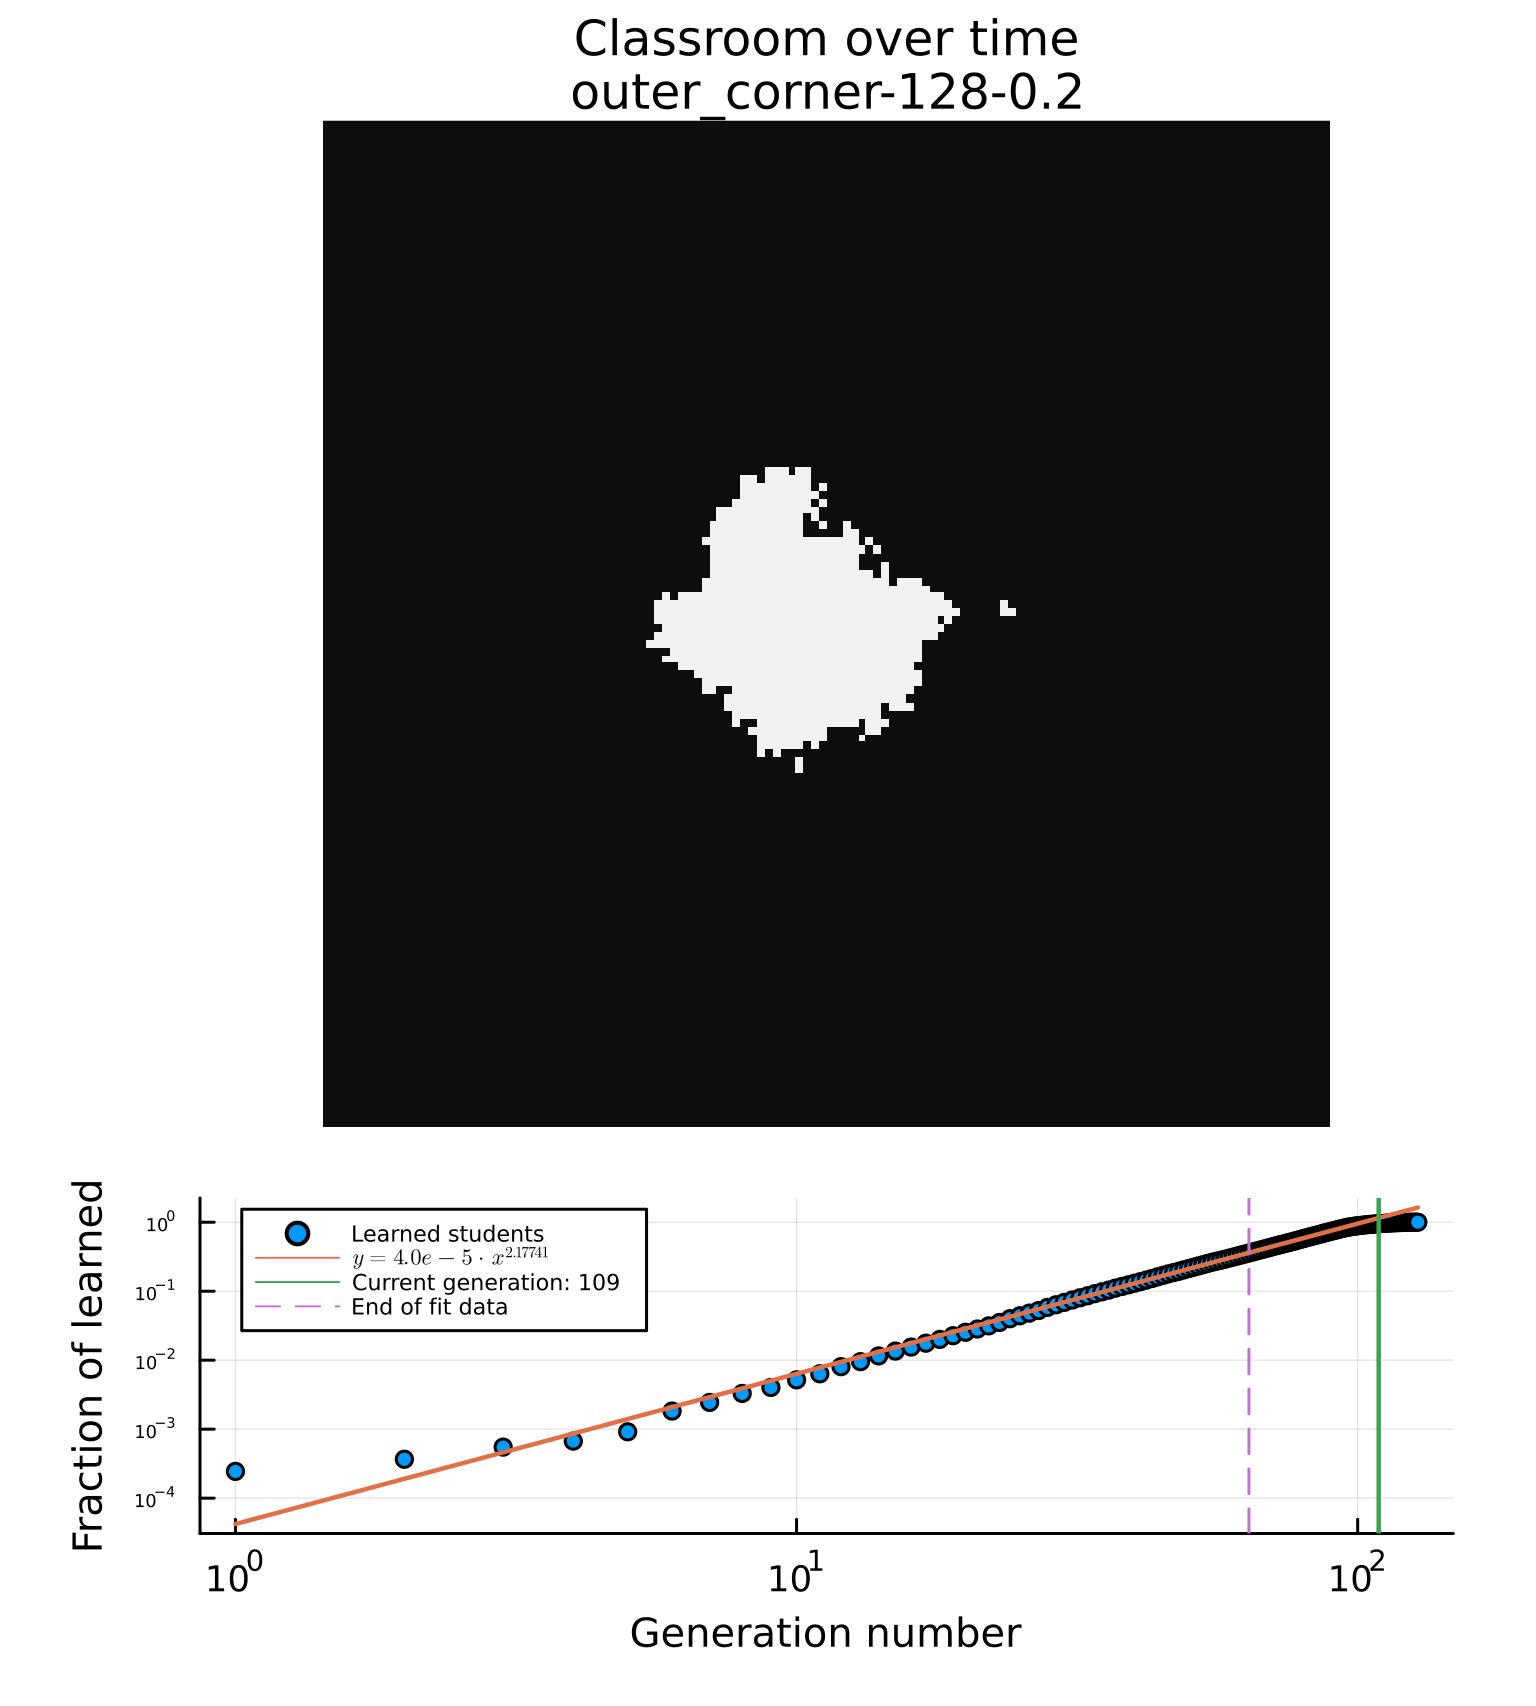 Classroom over time
outer_corner-128-0.2
Fraction of learned
10^0
10^-1
10^-2
10^-3
10^-4
Learned students
y = 4.0e − 5 · x^2.17741
Current generation: 109
End of fit data
10^0 10^1 10^2
Generation number